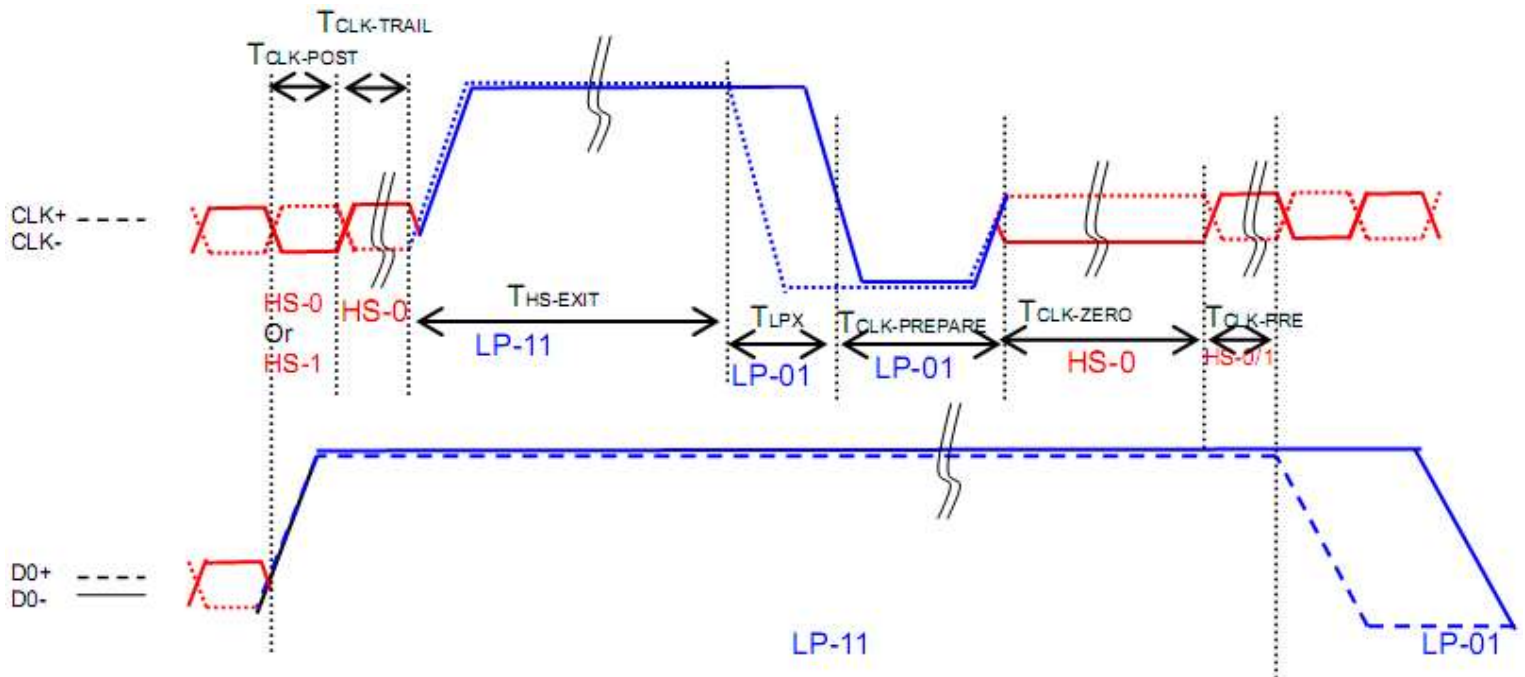 TCLK-TRAIL
TCLK-POST
CLK+
CLK-
HS-0
Or
HS-1
HS-0
THS-EXIT
LP-11
TLPX
LP-01
TCLK-PREPARE
LP-01
TCLK-ZERO
HS-0
TCLK-PRE
HS-0/1
D0+
D0-
LP-11
LP-01